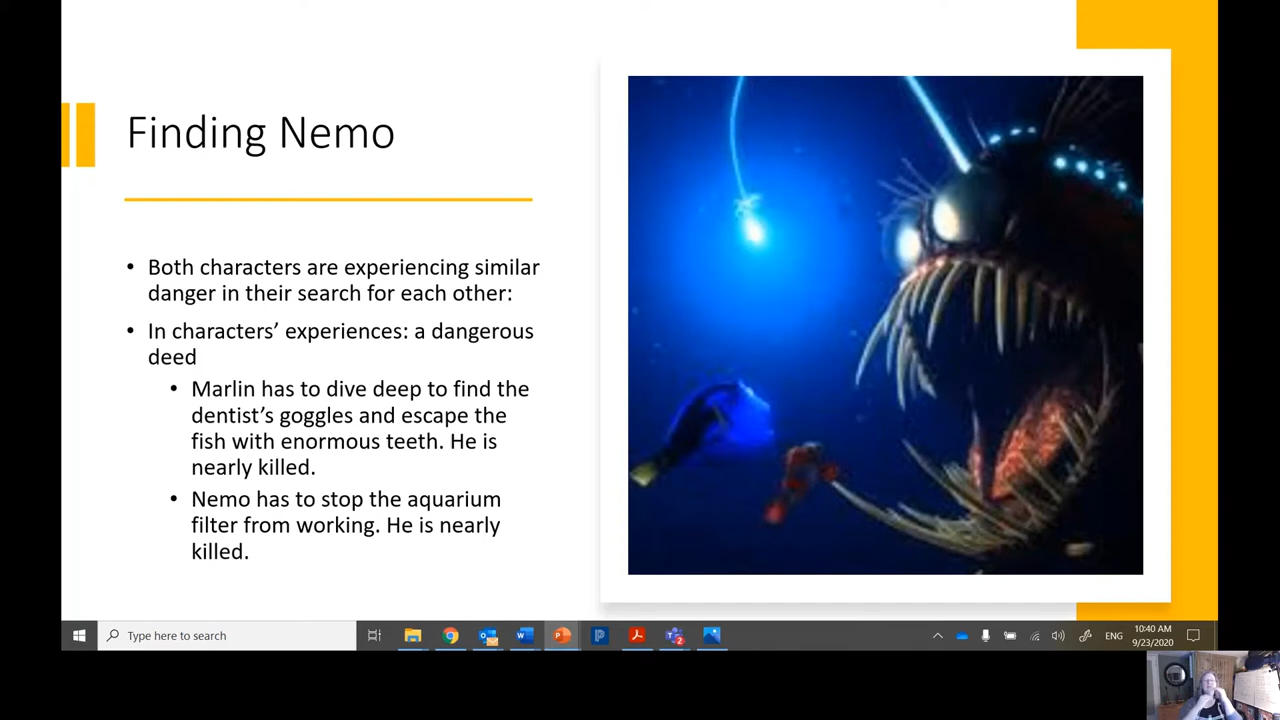 Finding Nemo
• Both characters are experiencing similar
danger in their search for each other:
• In characters’ experiences: a dangerous
deed
• Marlin has to dive deep to find the
dentist’s goggles and escape the
fish with enormous teeth. He is
nearly killed.
• Nemo has to stop the aquarium
filter from working. He is nearly
killed.
Type here to search
ENG
10:40 AM
9/23/2020